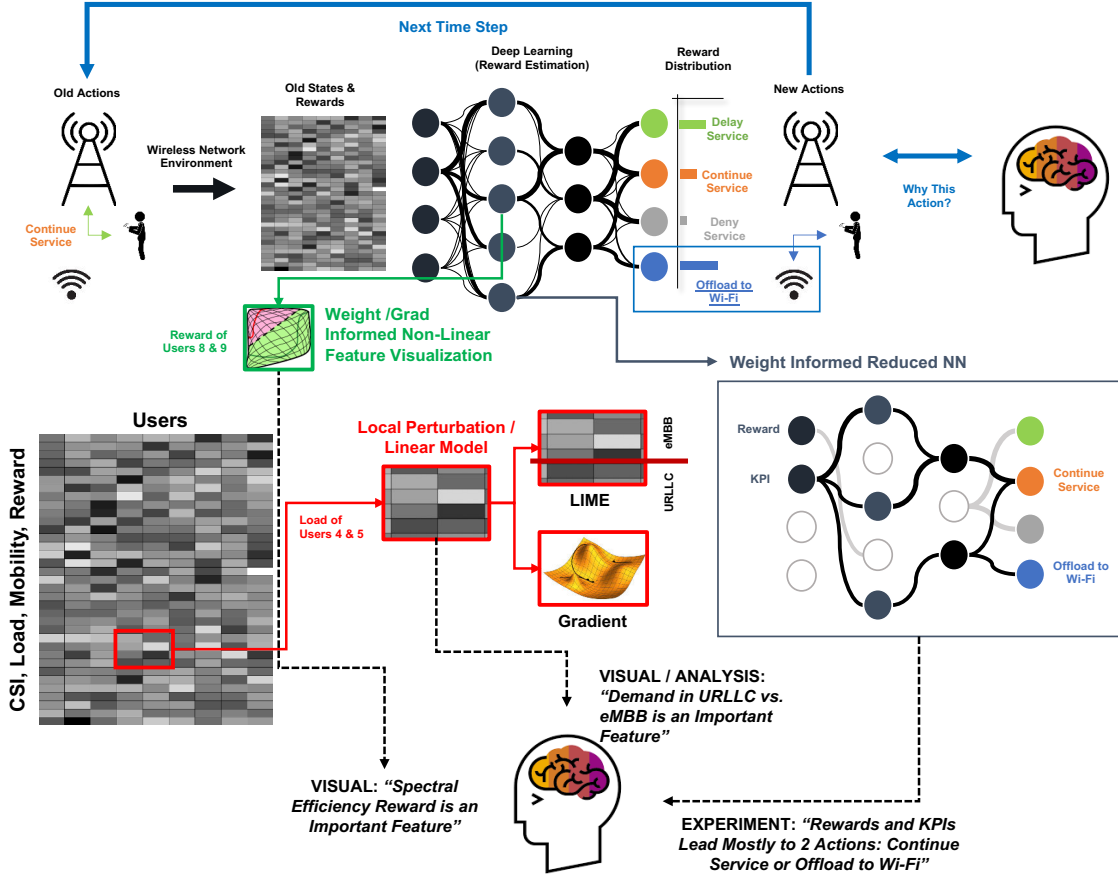 Next Time Step
Deep Learning
(Reward Estimation)
Reward
Distribution
Old Actions
Old States &
Rewards
New Actions
Wireless Network
Environment
Delay
Service
Continue
Service
Deny
Service
Offload to
Wi-Fi
Why This
Action?
Continue
Service
Reward of
Users 8 & 9
Weight /Grad
Informed Non-Linear
Feature Visualization
Weight Informed Reduced NN
Users
CSI, Load, Mobility, Reward
Local Perturbation /
Linear Model
Load of
Users 4 & 5
eMBB
URLLC
LIME
Gradient
Reward
KPI
Continue
Service
Offload to
Wi-Fi
VISUAL / ANALYSIS:
“Demand in URLLC vs.
eMBB is an Important
Feature”
VISUAL: “Spectral
Efficiency Reward is an
Important Feature”
EXPERIMENT: “Rewards and KPIs
Lead Mostly to 2 Actions: Continue
Service or Offload to Wi-Fi”